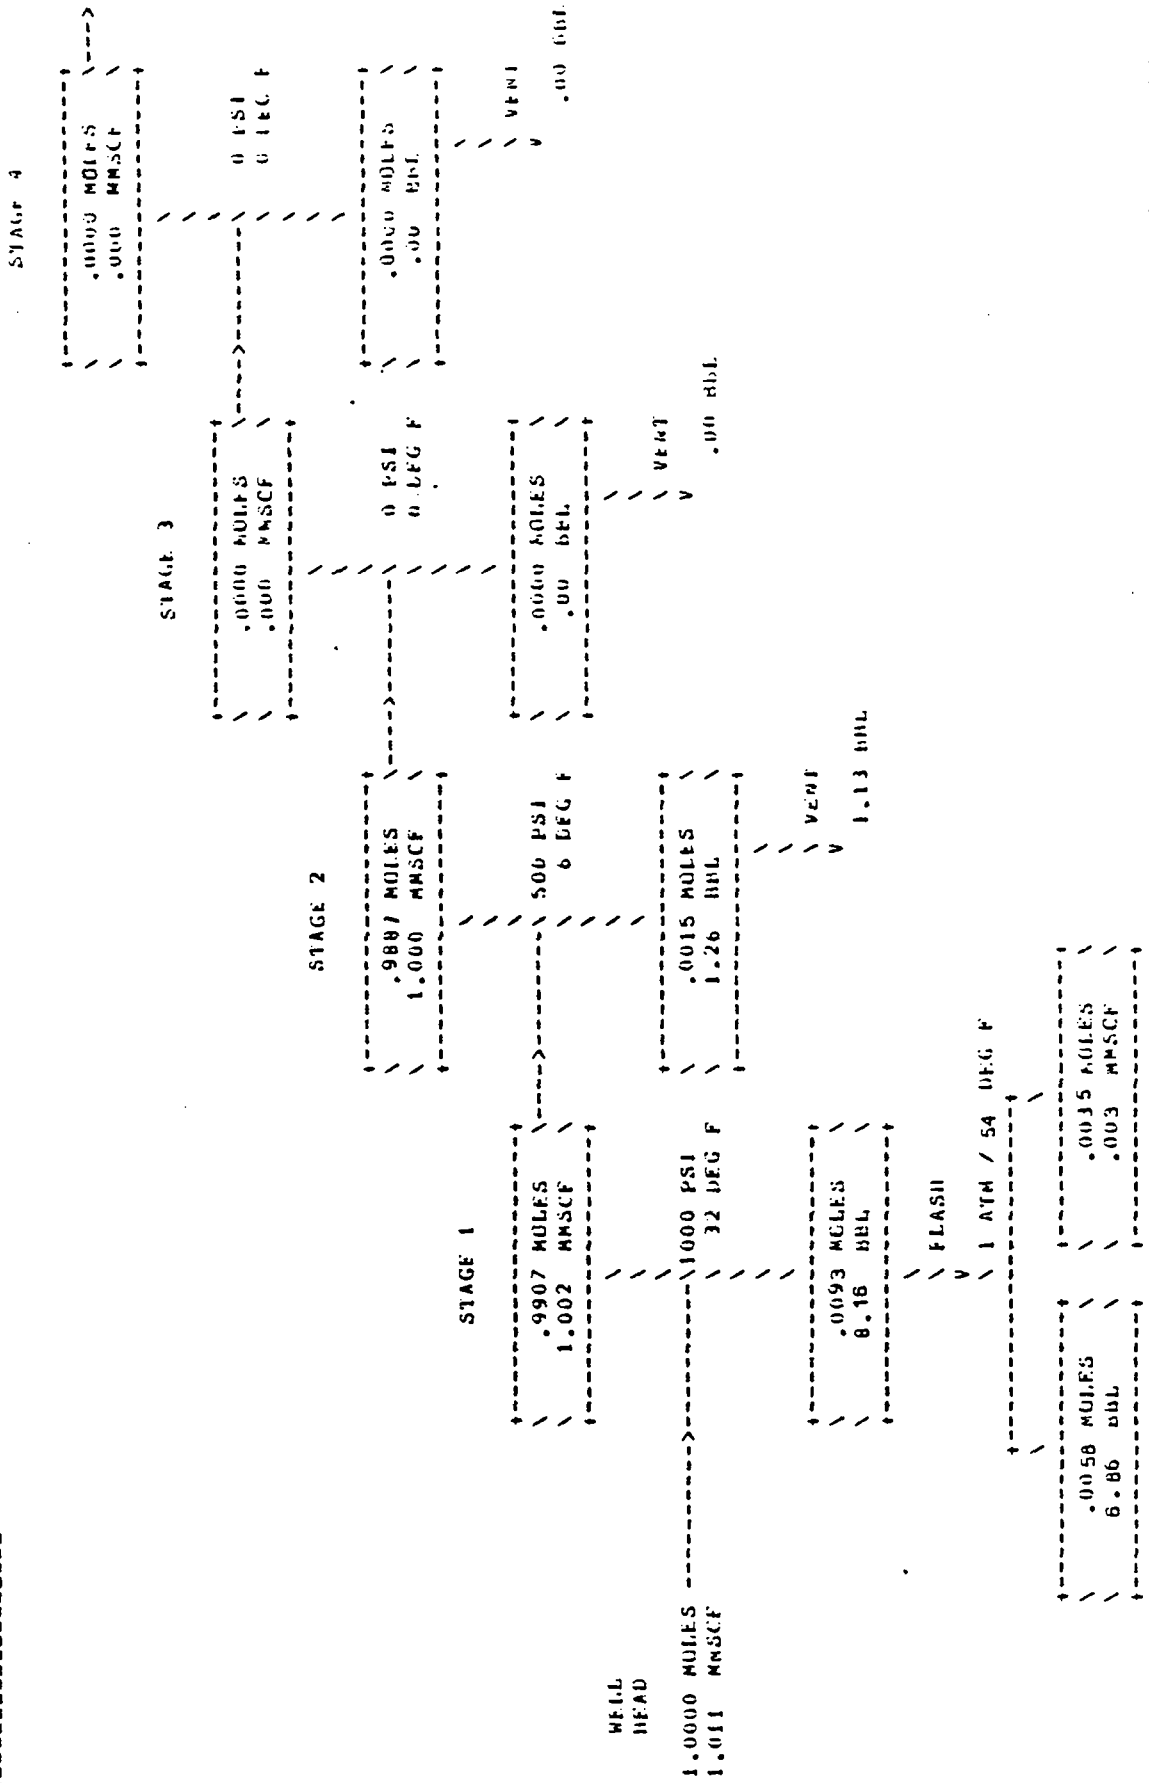 STAGE 4
.0000 MOLES
.000 MMSCF
0 PSI
0 DEG F
.0000 MOLES
.00 BBL
VENT
.00 BBL
STAGE 3
.0000 MOLES
.000 MMSCF
0 PSI
0 DEG F
.0000 MOLES
.00 BBL
VENT
.00 BBL
STAGE 2
.9887 MOLES
1.000 MMSCF
500 PSI
6 DEG F
.0015 MOLES
1.26 BBL
VENT
1.13 BBL
STAGE 1
.9907 MOLES
1.002 MMSCF
1000 PSI
32 DEG F
.0093 MOLES
8.16 BBL
FLASH
1 ATM / 54 DEG F
.0035 MOLES
.003 MMSCF
.0058 MOLES
6.86 BBL
WELL
HEAD
1.0000 MOLES
1.011 MMSCF